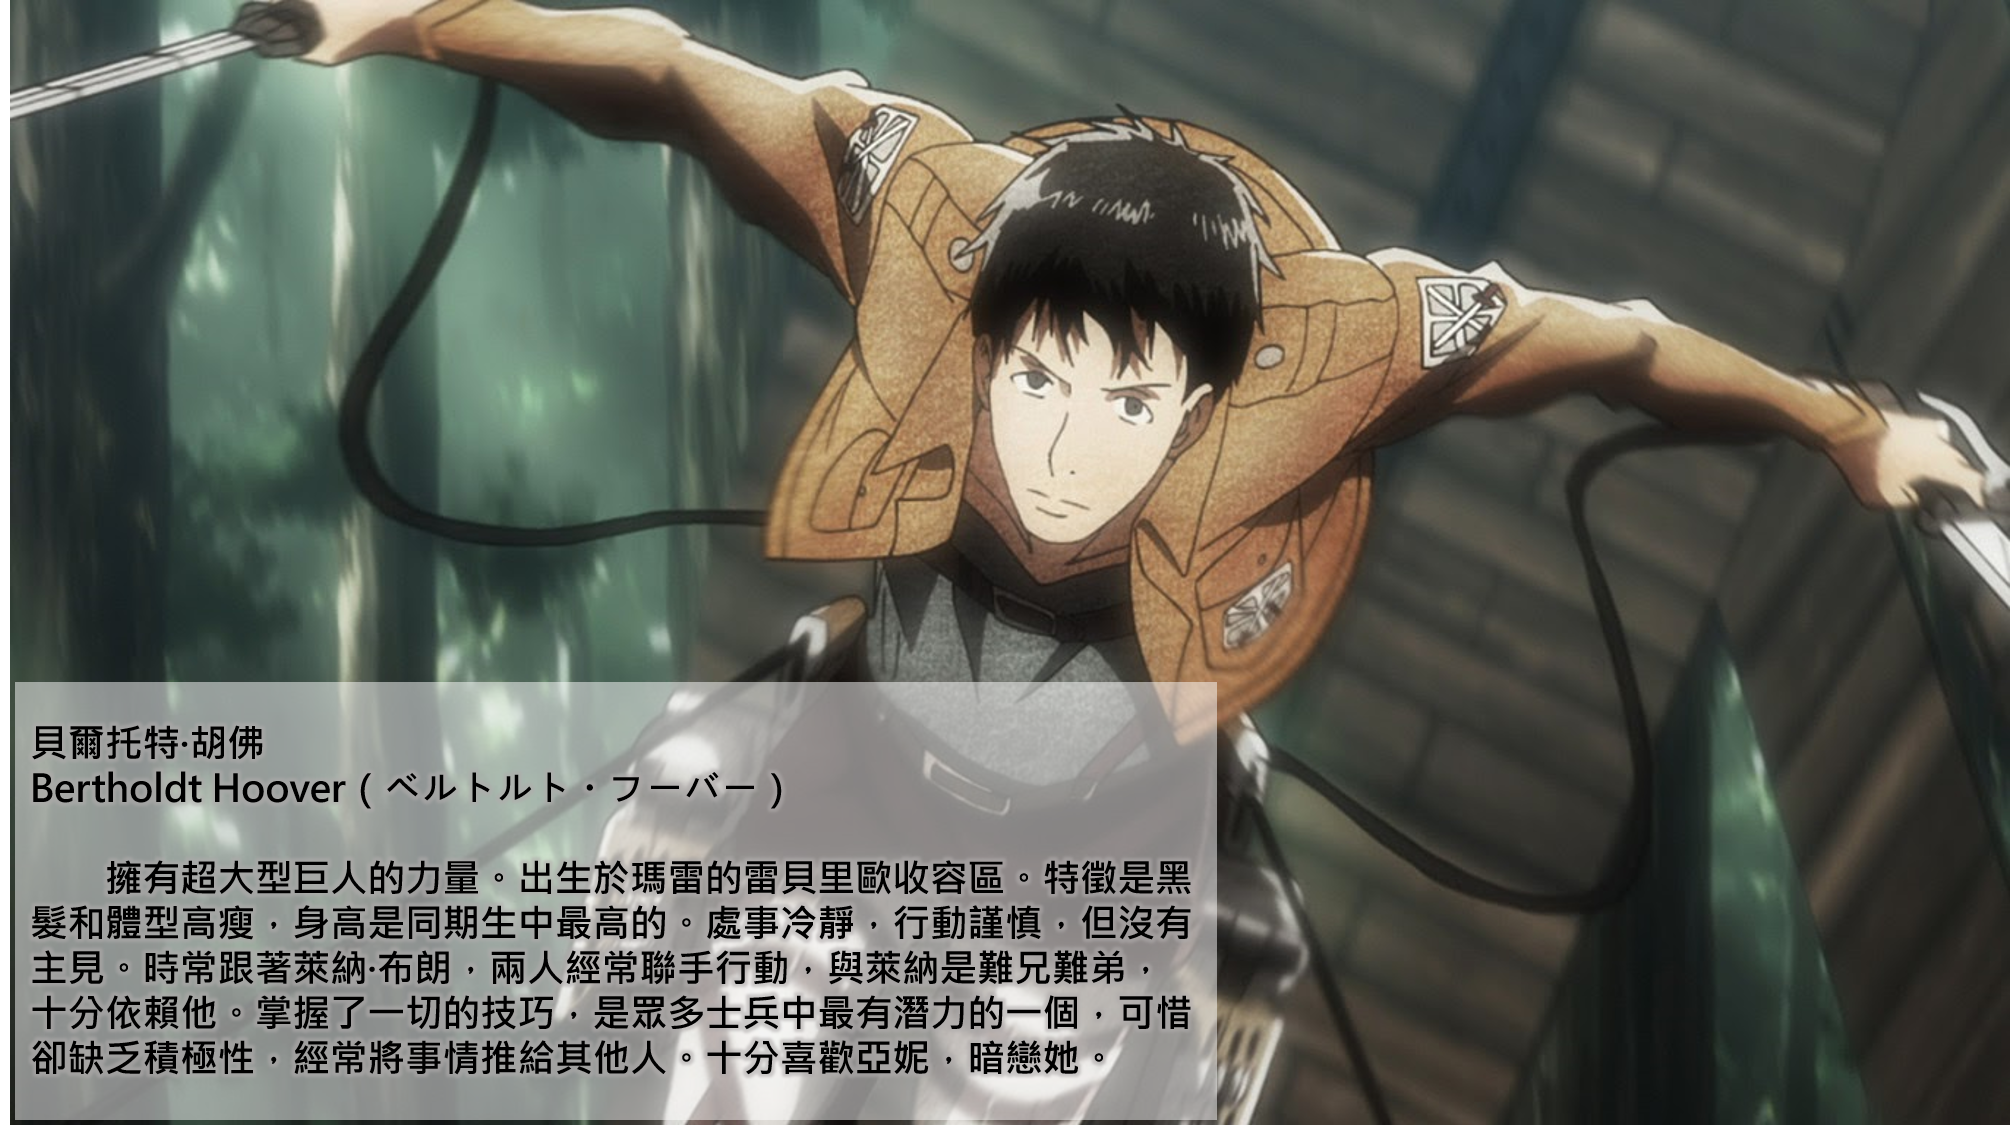 貝爾托特·胡佛
Bertholdt Hoover（ベルトルト・フーバー）
擁有超大型巨人的力量。出生於瑪雷的雷貝里歐收容區。特徵是黑
髮和體型高瘦，身高是同期生中最高的。處事冷靜，行動謹慎，但沒有
主見。時常跟著萊納·布朗，兩人經常聯手行動，與萊納是難兄難弟，
十分依賴他。掌握了一切的技巧，是眾多士兵中最有潛力的一個，可惜
卻缺乏積極性，經常將事情推給其他人。十分喜歡亞妮，暗戀她。